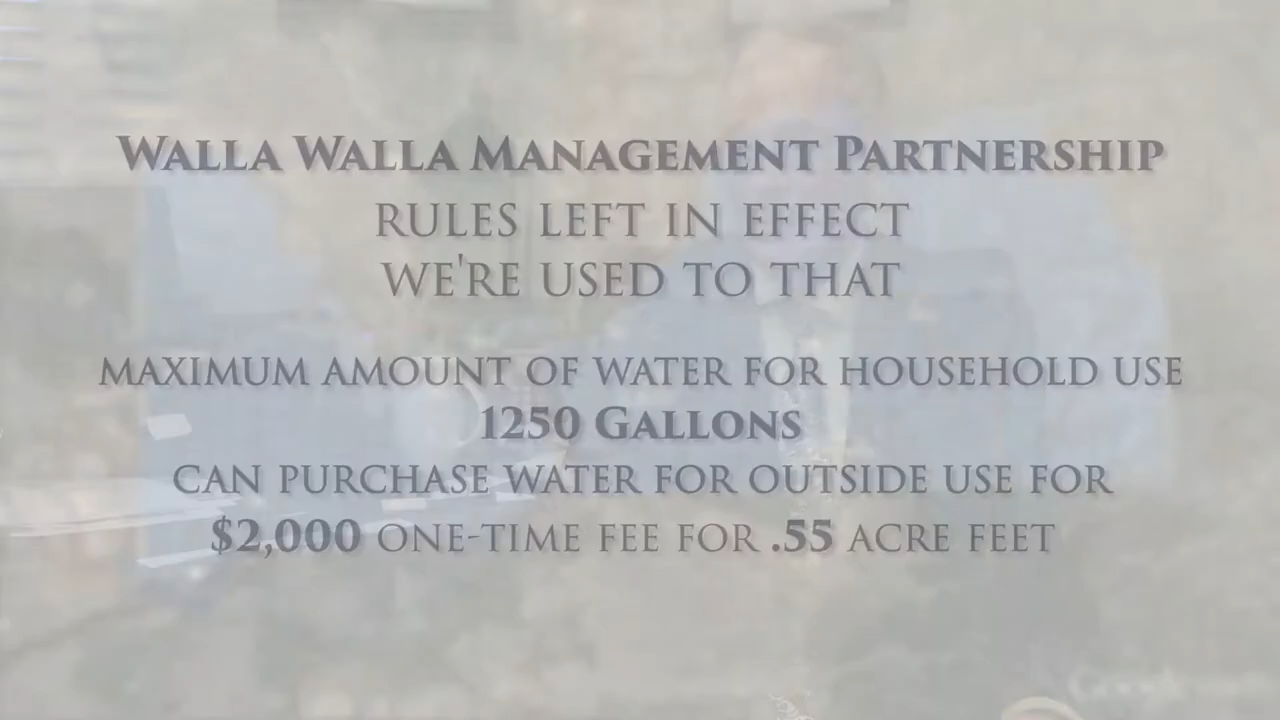 WALLA WALLA MANAGEMENT PARTNERSHIP
RULES LEFT IN EFFECT
WE'RE USED TO THAT
MAXIMUM AMOUNT OF WATER FOR HOUSEHOLD USE
1250 GALLONS
CAN PURCHASE WATER FOR OUTSIDE USE FOR
$2,000 ONE-TIME FEE FOR .55 ACRE FEET